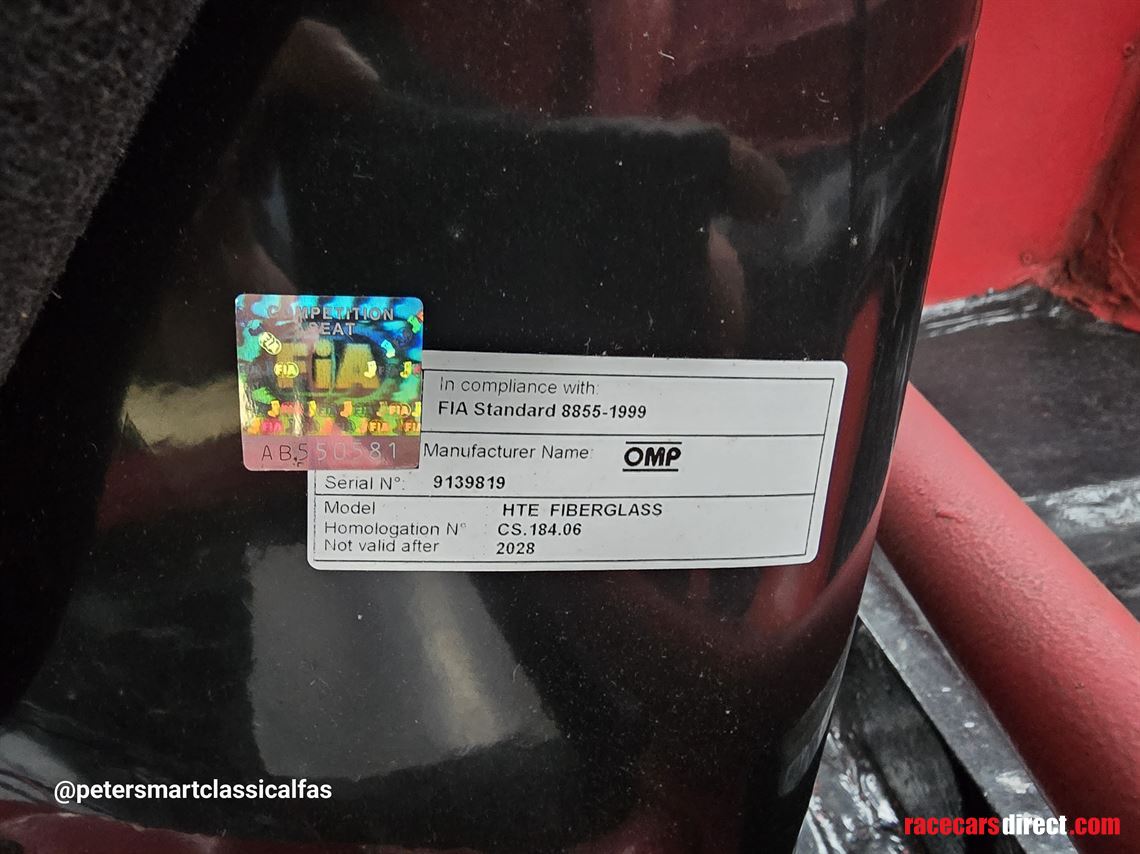 COMPETITION
SEAT
FiA
AB550581
In compliance with:
FIA Standard 8855-1999
Manufacturer Name: OMP
Serial N°: 9139819
Model : HTE FIBERGLASS
Homologation N° : CS.184.06
Not valid after : 2028
@petersmartclassicalfas
racecarsdirect.com